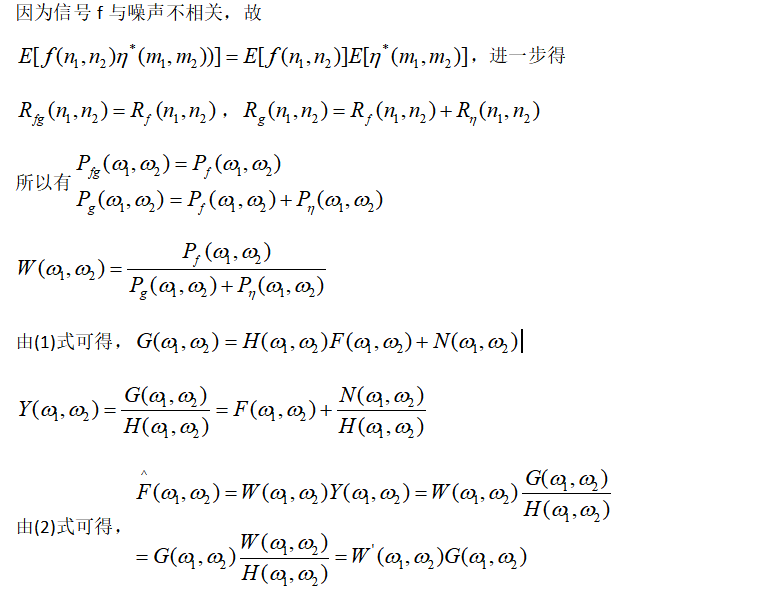 因为信号 f 与噪声不相关，故
E[f(n₁,n₂)η*(m₁,m₂))] = E[f(n₁,n₂)]E[η*(m₁,m₂)]，进一步得
R_fg(n₁,n₂) = R_f(n₁,n₂)，R_g(n₁,n₂) = R_f(n₁,n₂) + R_η(n₁,n₂)
所以有 P_fg(ω₁,ω₂) = P_f(ω₁,ω₂)
P_g(ω₁,ω₂) = P_f(ω₁,ω₂) + P_η(ω₁,ω₂)
W(ω₁,ω₂) = P_f(ω₁,ω₂) / (P_g(ω₁,ω₂) + P_η(ω₁,ω₂))
由(1)式可得，G(ω₁,ω₂) = H(ω₁,ω₂)F(ω₁,ω₂) + N(ω₁,ω₂)
Y(ω₁,ω₂) = G(ω₁,ω₂) / H(ω₁,ω₂) = F(ω₁,ω₂) + N(ω₁,ω₂) / H(ω₁,ω₂)
由(2)式可得，F̂(ω₁,ω₂) = W(ω₁,ω₂)Y(ω₁,ω₂) = W(ω₁,ω₂) G(ω₁,ω₂) / H(ω₁,ω₂)
= G(ω₁,ω₂) W(ω₁,ω₂) / H(ω₁,ω₂) = W'(ω₁,ω₂)G(ω₁,ω₂)